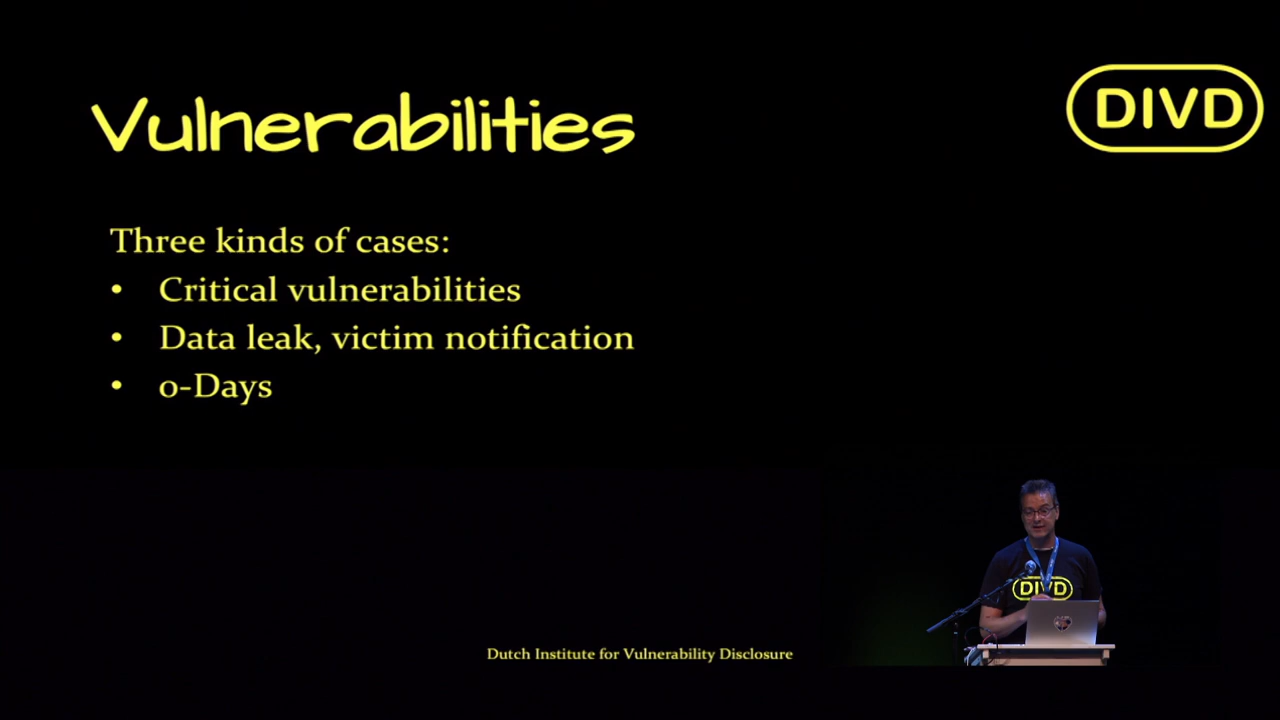 Vulnerabilities
DIVD
Three kinds of cases:
• Critical vulnerabilities
• Data leak, victim notification
• 0-Days
DIVD
Dutch Institute for Vulnerability Disclosure